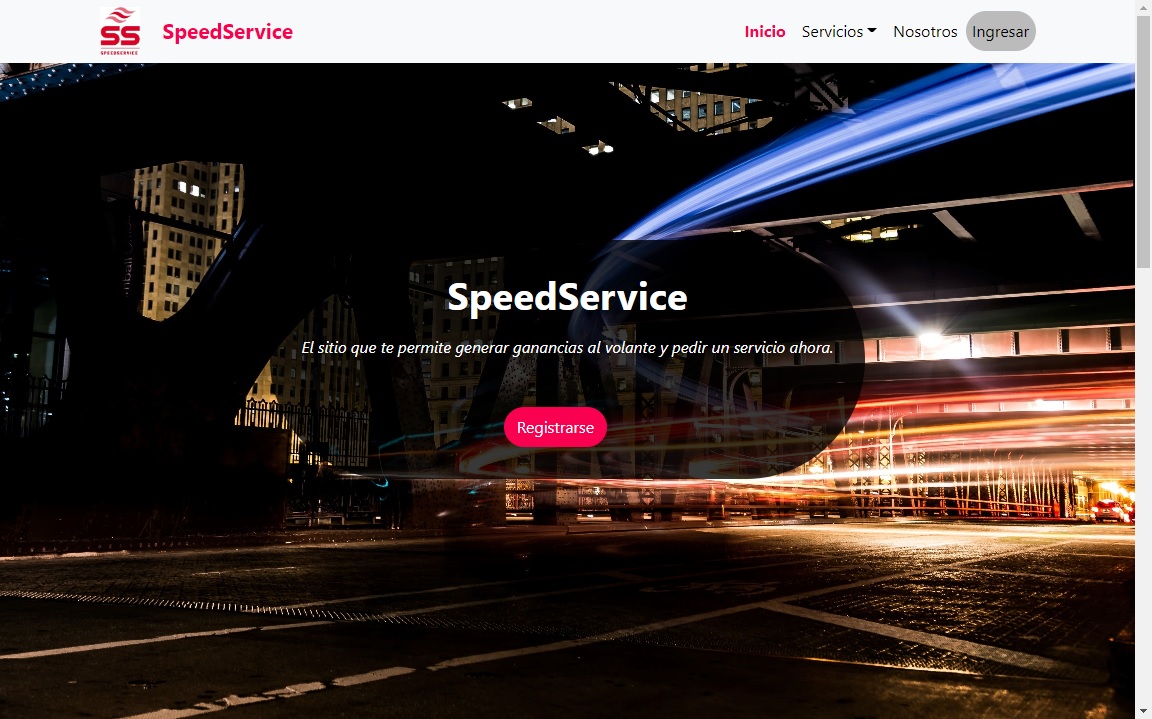 SS
SPEEDSERVICE
SpeedService
Inicio Servicios Nosotros Ingresar
SpeedService
El sitio que te permite generar ganancias al volante y pedir un servicio ahora.
Registrarse